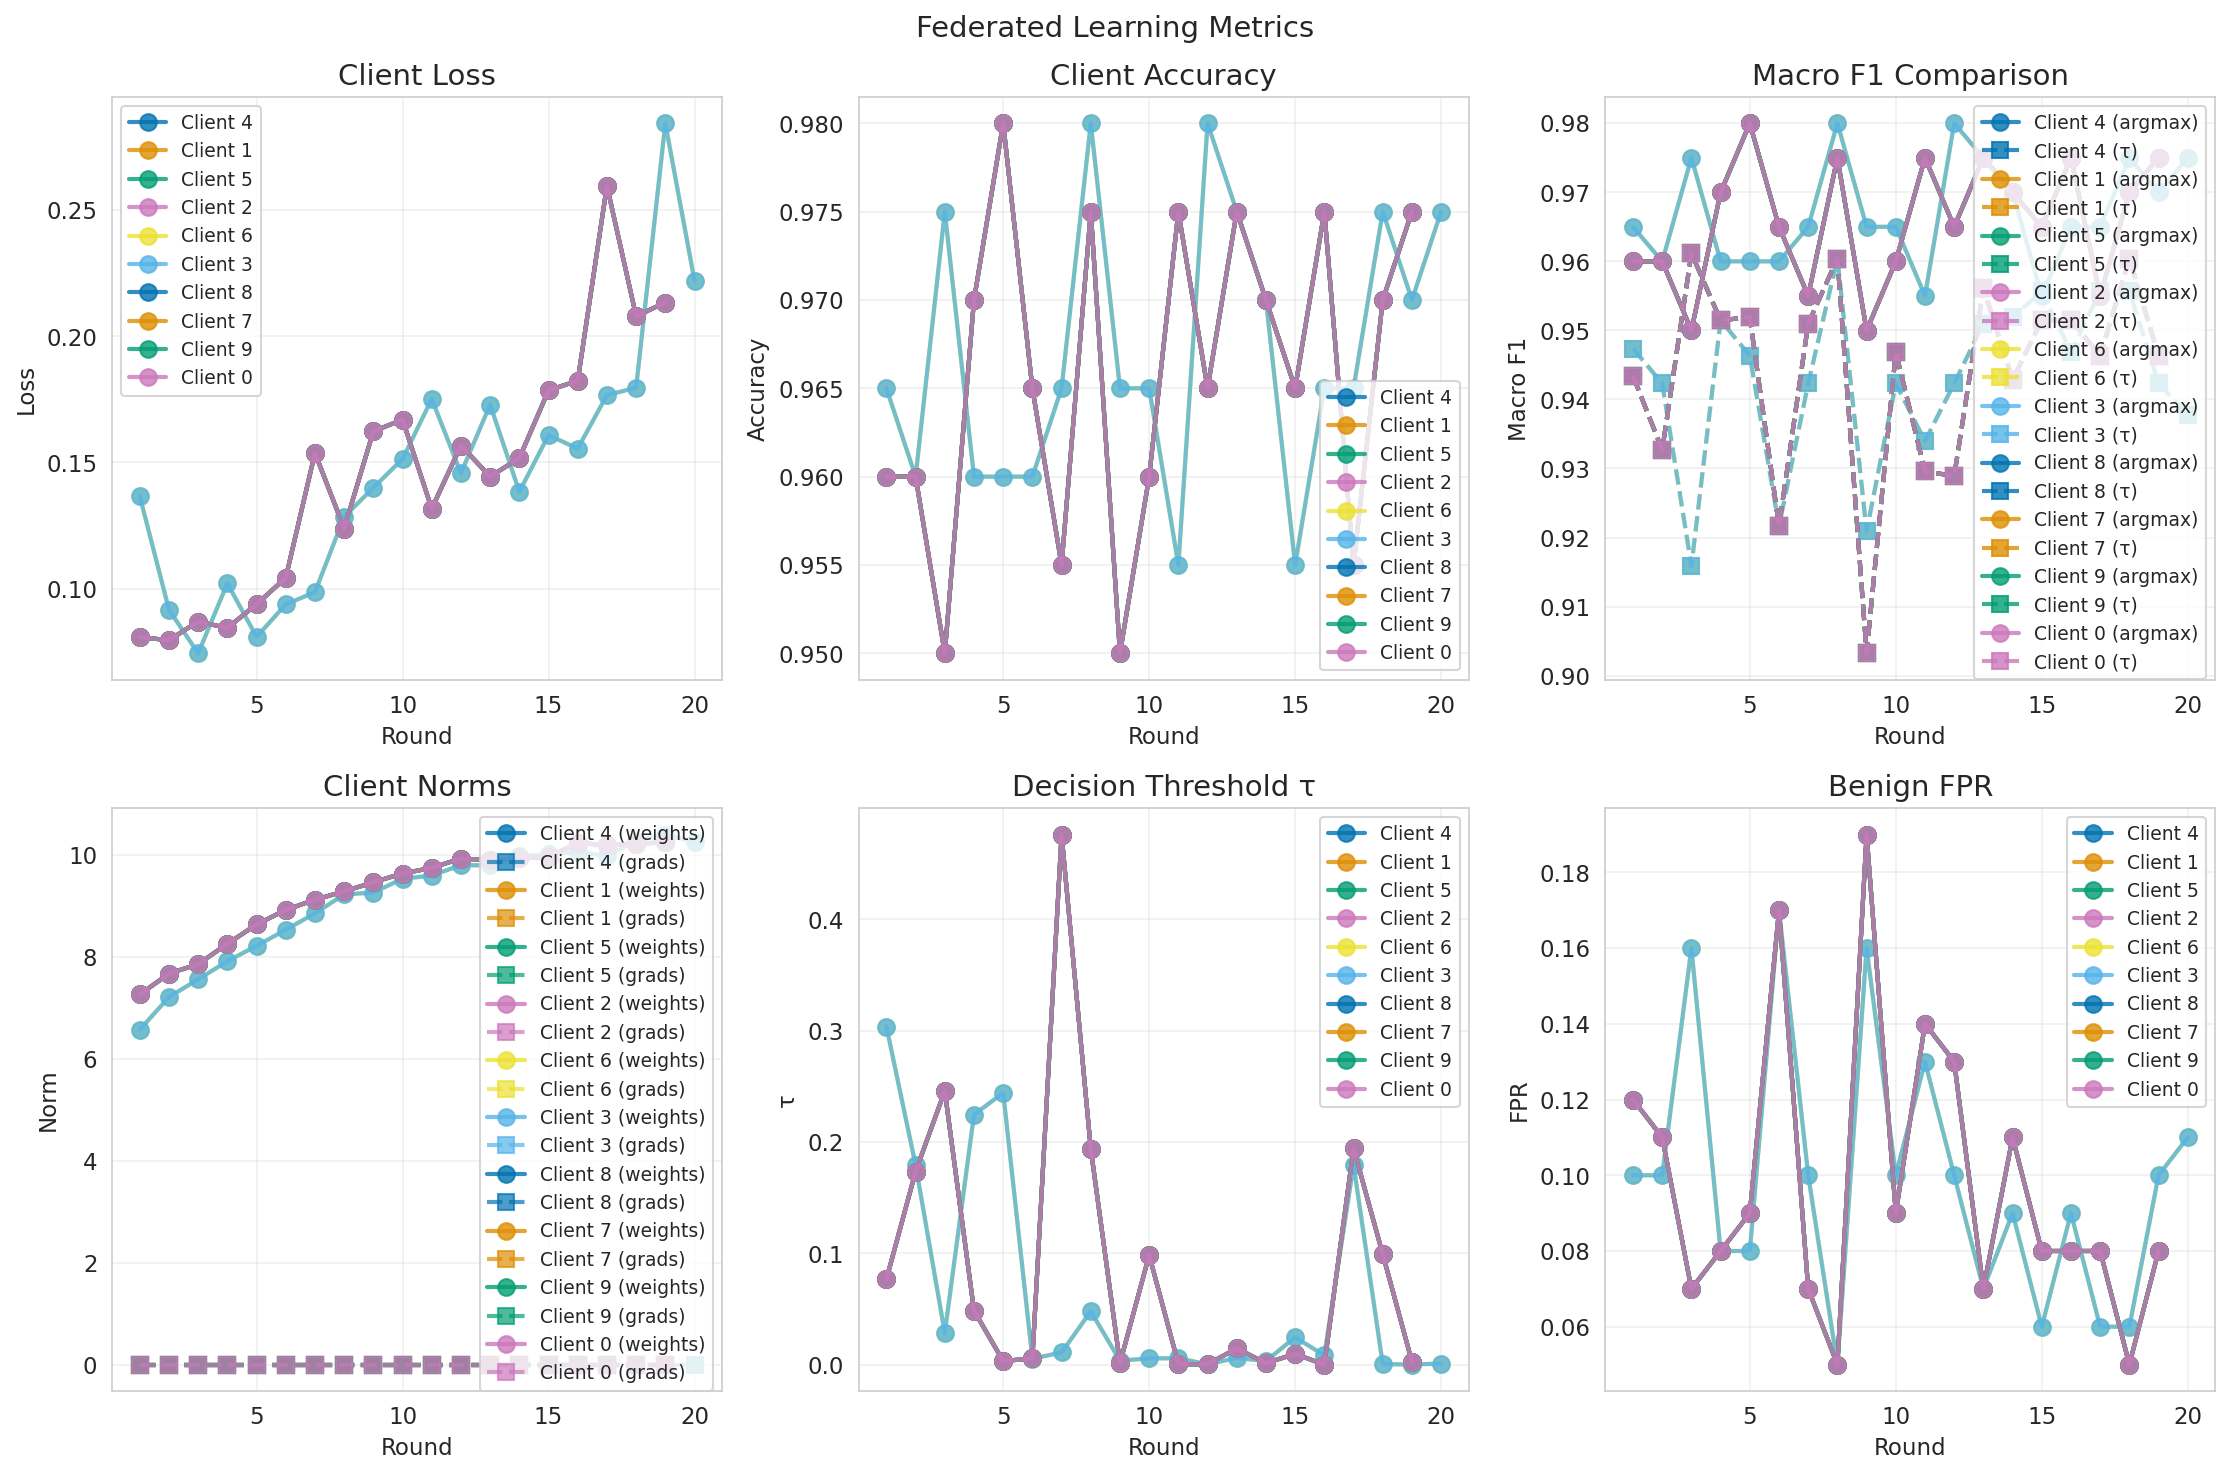 Federated Learning Metrics
Client Loss
Loss
0.25
0.20
0.15
0.10
Client 4
Client 1
Client 5
Client 2
Client 6
Client 3
Client 8
Client 7
Client 9
Client 0
5
10
15
20
Round
Client Accuracy
Accuracy
0.980
0.975
0.970
0.965
0.960
0.955
0.950
Client 4
Client 1
Client 5
Client 2
Client 6
Client 3
Client 8
Client 7
Client 9
Client 0
5
10
15
20
Round
Macro F1 Comparison
Macro F1
0.98
0.97
0.96
0.95
0.94
0.93
0.92
0.91
0.90
Client 4 (argmax)
Client 4 (τ)
Client 1 (argmax)
Client 1 (τ)
Client 5 (argmax)
Client 5 (τ)
Client 2 (argmax)
Client 2 (τ)
Client 6 (argmax)
Client 6 (τ)
Client 3 (argmax)
Client 3 (τ)
Client 8 (argmax)
Client 8 (τ)
Client 7 (argmax)
Client 7 (τ)
Client 9 (argmax)
Client 9 (τ)
Client 0 (argmax)
Client 0 (τ)
5
10
15
20
Round
Client Norms
Norm
10
8
6
4
2
0
Client 4 (weights)
Client 4 (grads)
Client 1 (weights)
Client 1 (grads)
Client 5 (weights)
Client 5 (grads)
Client 2 (weights)
Client 2 (grads)
Client 6 (weights)
Client 6 (grads)
Client 3 (weights)
Client 3 (grads)
Client 8 (weights)
Client 8 (grads)
Client 7 (weights)
Client 7 (grads)
Client 9 (weights)
Client 9 (grads)
Client 0 (weights)
Client 0 (grads)
5
10
15
20
Round
Decision Threshold τ
τ
0.4
0.3
0.2
0.1
0.0
Client 4
Client 1
Client 5
Client 2
Client 6
Client 3
Client 8
Client 7
Client 9
Client 0
5
10
15
20
Round
Benign FPR
FPR
0.18
0.16
0.14
0.12
0.10
0.08
0.06
Client 4
Client 1
Client 5
Client 2
Client 6
Client 3
Client 8
Client 7
Client 9
Client 0
5
10
15
20
Round